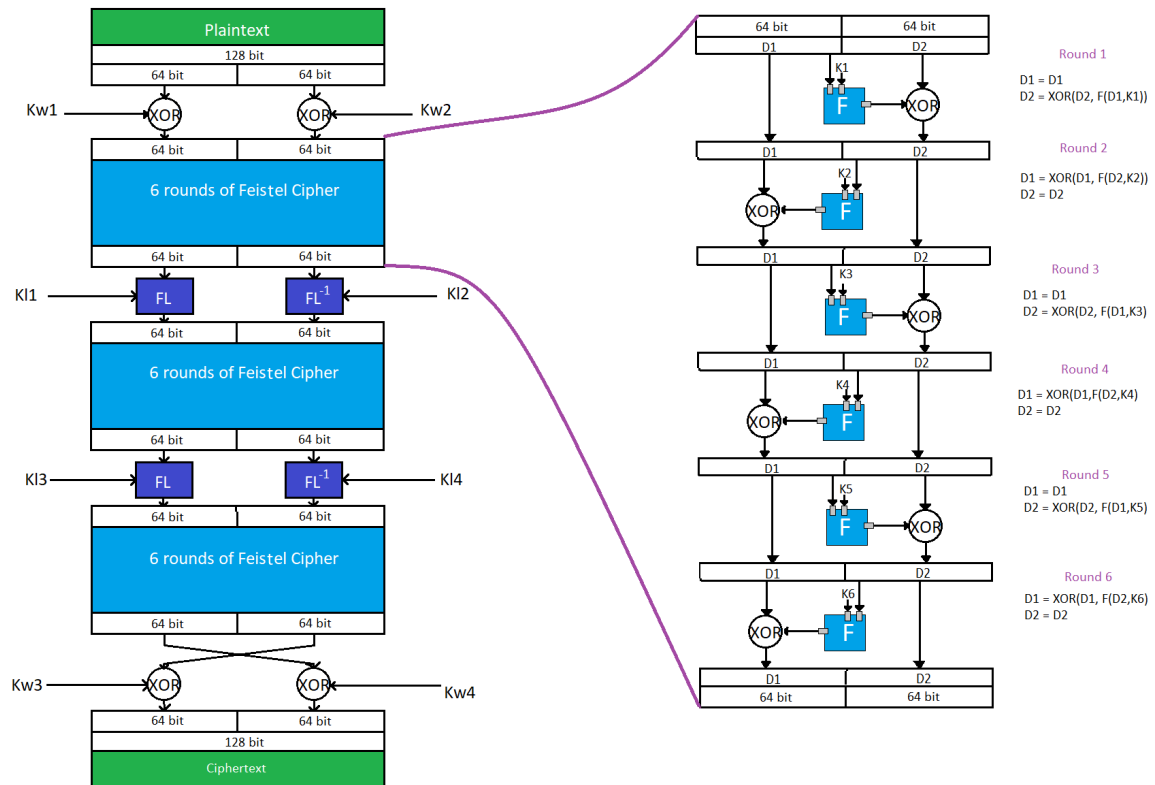 Plaintext
128 bit
64 bit 64 bit
Kw1 XOR XOR Kw2
64 bit 64 bit
6 rounds of Feistel Cipher
64 bit 64 bit
Kl1 FL FL⁻¹ Kl2
64 bit 64 bit
6 rounds of Feistel Cipher
64 bit 64 bit
Kl3 FL FL⁻¹ Kl4
64 bit 64 bit
6 rounds of Feistel Cipher
64 bit 64 bit
Kw3 XOR XOR Kw4
64 bit 64 bit
128 bit
Ciphertext
64 bit 64 bit
D1 D2
K1
F XOR
Round 1
D1 = D1
D2 = XOR(D2, F(D1,K1))
D1 D2
K2
XOR F
Round 2
D1 = XOR(D1, F(D2,K2))
D2 = D2
D1 D2
K3
F XOR
Round 3
D1 = D1
D2 = XOR(D2, F(D1,K3)
D1 D2
K4
XOR F
Round 4
D1 = XOR(D1,F(D2,K4)
D2 = D2
D1 D2
K5
F XOR
Round 5
D1 = D1
D2 = XOR(D2, F(D1,K5)
D1 D2
K6
XOR F
Round 6
D1 = XOR(D1, F(D2,K6)
D2 = D2
D1 D2
64 bit 64 bit